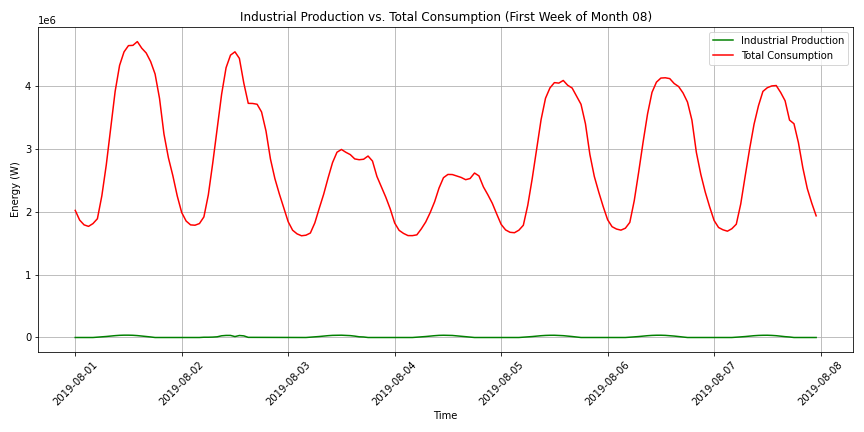 Industrial Production vs. Total Consumption (First Week of Month 08)
1e6
Industrial Production
Total Consumption
4
3
2
1
0
Energy (W)
2019-08-01
2019-08-02
2019-08-03
2019-08-04
2019-08-05
2019-08-06
2019-08-07
2019-08-08
Time